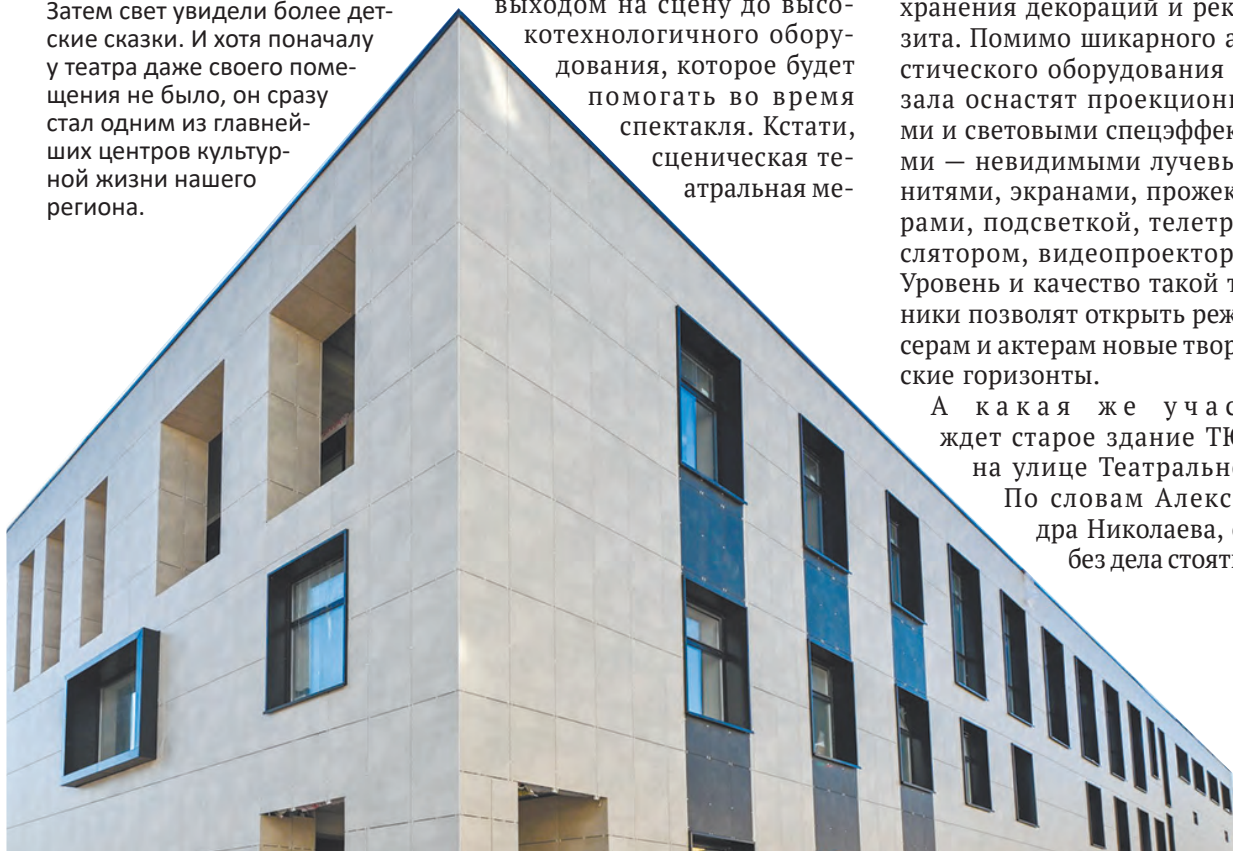 Затем свет увидели более дет-
ские сказки. И хотя поначалу
у театра даже своего поме-
щения не было, он сразу
стал одним из главней-
ших центров культур-
ной жизни нашего
региона.
выходом на сцену до высо-
котехнологичного обору-
дования, которое будет
помогать во время
спектакля. Кстати,
сценическая те-
атральная ме-
хранения декораций и рек
зита. Помимо шикарного а
стического оборудования
зала оснастят проекцион
ми и световыми спецэффек
ми — невидимыми лучевы
нитями, экранами, прожек
рами, подсветкой, телетр
слятором, видеопроектор
Уровень и качество такой т
ники позволят открыть реж
серам и актерам новые твор
ские горизонты.
А какая же учас
ждет старое здание ТЮ
на улице Театрально
По словам Алекс
дра Николаева,
без дела стоят